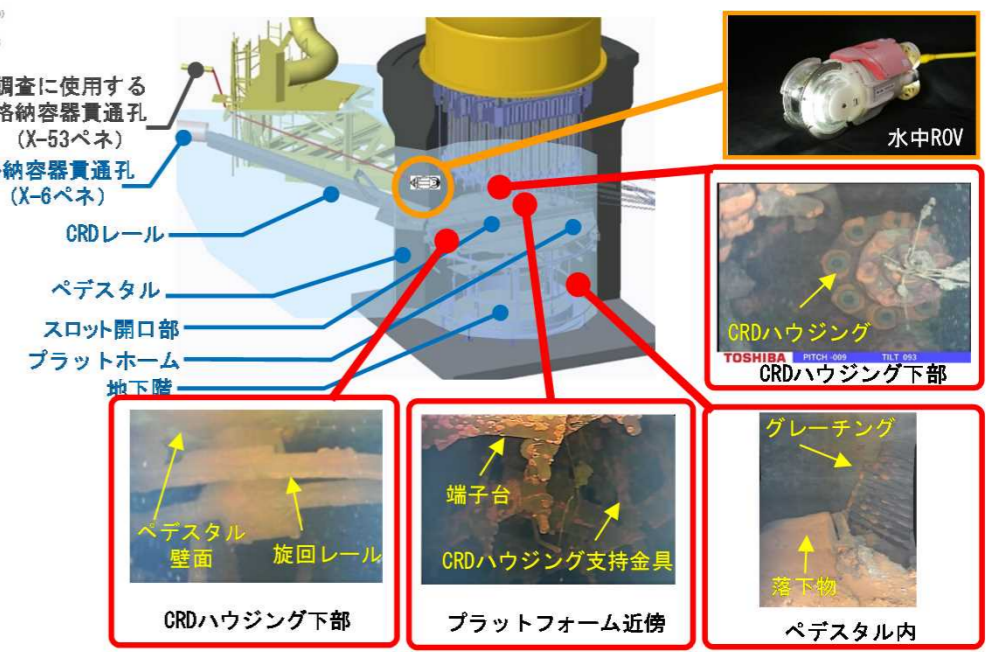 調査に使用する
格納容器貫通孔
(X-53ペネ)
納容器貫通孔
(X-6ペネ)
CRDレール
ペデスタル
スロット開口部
プラットホーム
地下階
水中ROV
CRDハウジング
TOSHIBA PITCH -009 TILT 093
CRDハウジング下部
ペデスタル
壁面
旋回レール
CRDハウジング下部
端子台
CRDハウジング支持金具
プラットフォーム近傍
グレーチング
落下物
ペデスタル内